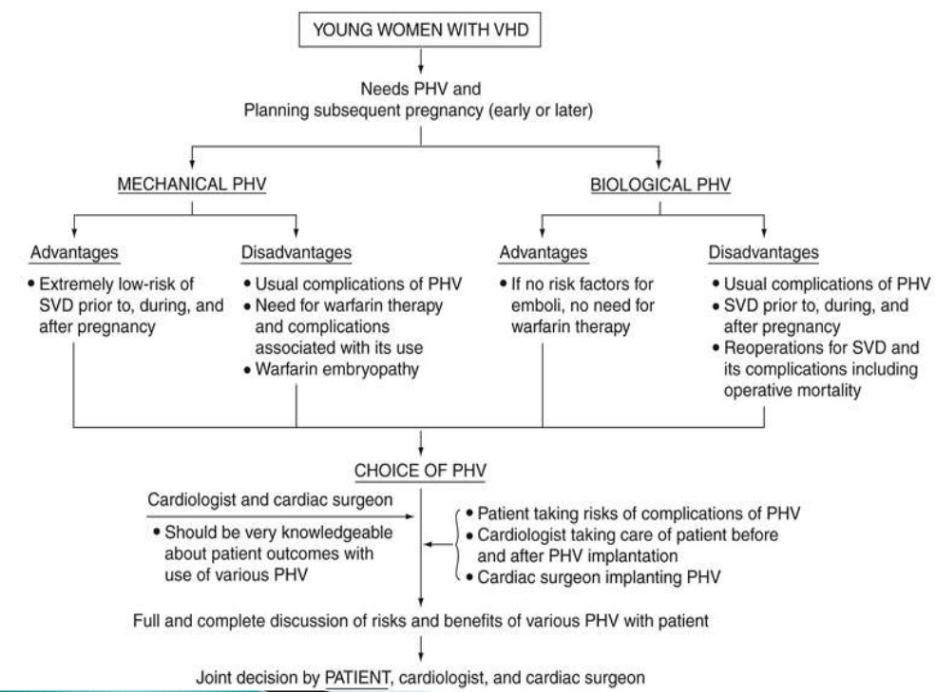 YOUNG WOMEN WITH VHD
Needs PHV and
Planning subsequent pregnancy (early or later)
MECHANICAL PHV
BIOLOGICAL PHV
Advantages
• Extremely low-risk of
SVD prior to, during, and
after pregnancy
Disadvantages
• Usual complications of PHV
• Need for warfarin therapy
and complications
associated with its use
• Warfarin embryopathy
Advantages
• If no risk factors for
emboli, no need for
warfarin therapy
Disadvantages
• Usual complications of PHV
• SVD prior to, during, and
after pregnancy
• Reoperations for SVD and
its complications including
operative mortality
CHOICE OF PHV
Cardiologist and cardiac surgeon
• Should be very knowledgeable
about patient outcomes with
use of various PHV
• Patient taking risks of complications of PHV
• Cardiologist taking care of patient before
and after PHV implantation
• Cardiac surgeon implanting PHV
Full and complete discussion of risks and benefits of various PHV with patient
Joint decision by PATIENT, cardiologist, and cardiac surgeon